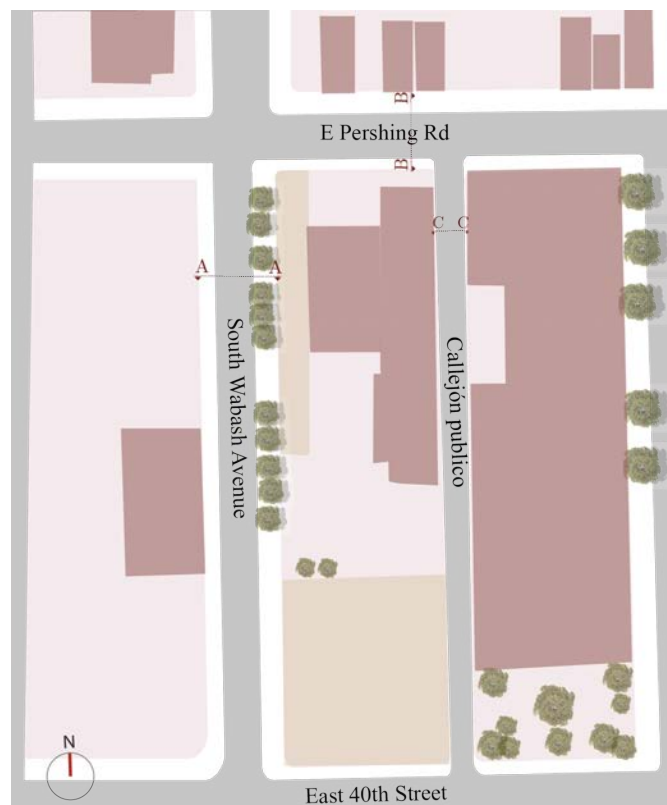 B
E Pershing Rd
B
C C
A A
South Wabash Avenue
Callejón publico
N
East 40th Street